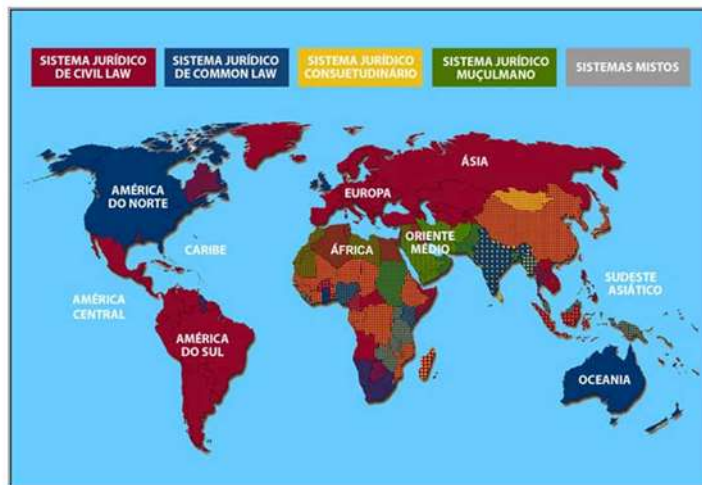 SISTEMA JURÍDICO
DE CIVIL LAW
SISTEMA JURÍDICO
DE COMMON LAW
SISTEMA JURÍDICO
CONSUETUDINÁRIO
SISTEMA JURÍDICO
MUÇULMANO
SISTEMAS MISTOS
AMÉRICA
DO NORTE
EUROPA
ÁSIA
CARIBE
ÁFRICA
ORIENTE
MÉDIO
AMÉRICA
CENTRAL
SUDESTE
ASIÁTICO
AMÉRICA
DO SUL
OCEANIA